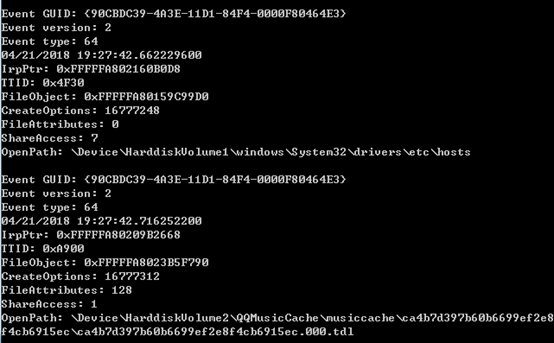 Event GUID: {90CBDC39-4A3E-11D1-84F4-0000F80464E3}
Event version: 2
Event type: 64
04/21/2018 19:27:42.662229600
IrpPtr: 0xFFFFFA802160B0D8
TTID: 0x4F30
FileObject: 0xFFFFFA80159C99D0
CreateOptions: 16777248
FileAttributes: 0
ShareAccess: 7
OpenPath: \Device\HarddiskVolume1\windows\System32\drivers\etc\hosts
Event GUID: {90CBDC39-4A3E-11D1-84F4-0000F80464E3}
Event version: 2
Event type: 64
04/21/2018 19:27:42.716252200
IrpPtr: 0xFFFFFA80209B2668
TTID: 0xA900
FileObject: 0xFFFFFA8023B5F790
CreateOptions: 16777312
FileAttributes: 128
ShareAccess: 1
OpenPath: \Device\HarddiskVolume2\QQMusicCache\musiccache\ca4b7d397b60b6699ef2e8
f4cb6915ec\ca4b7d397b60b6699ef2e8f4cb6915ec.000.tdl